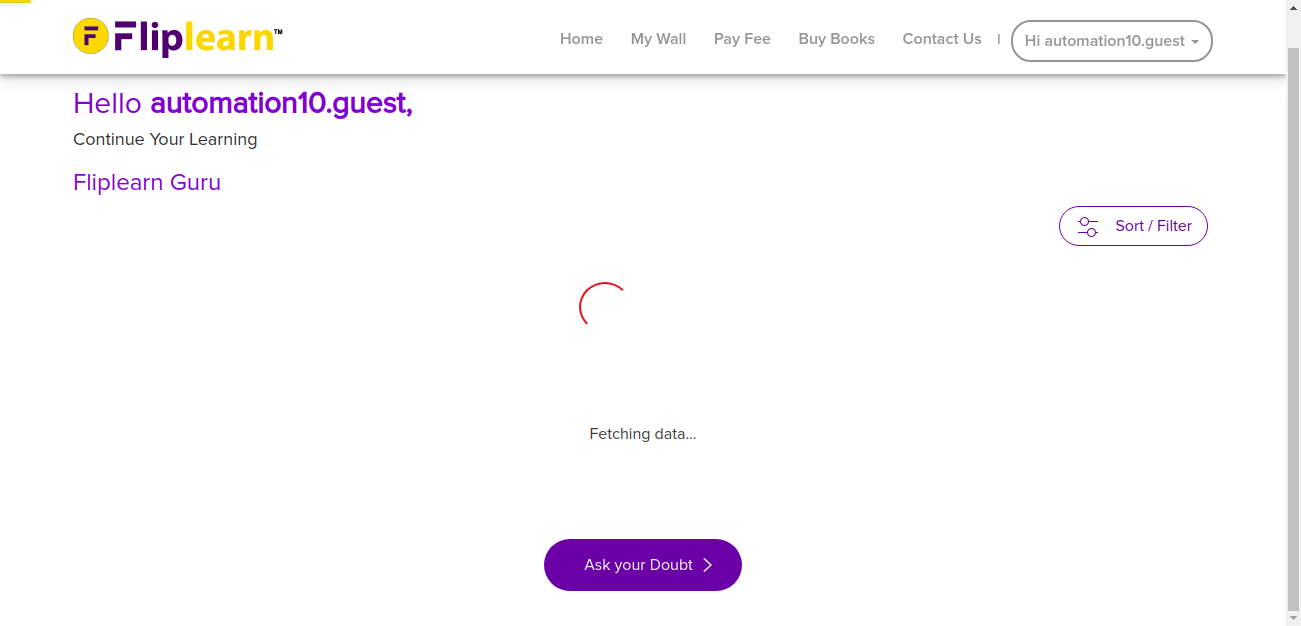 F Fliplearn™
Home My Wall Pay Fee Buy Books Contact Us | Hi automation10.guest
Hello automation10.guest,
Continue Your Learning
Fliplearn Guru
Sort / Filter
Fetching data...
Ask your Doubt